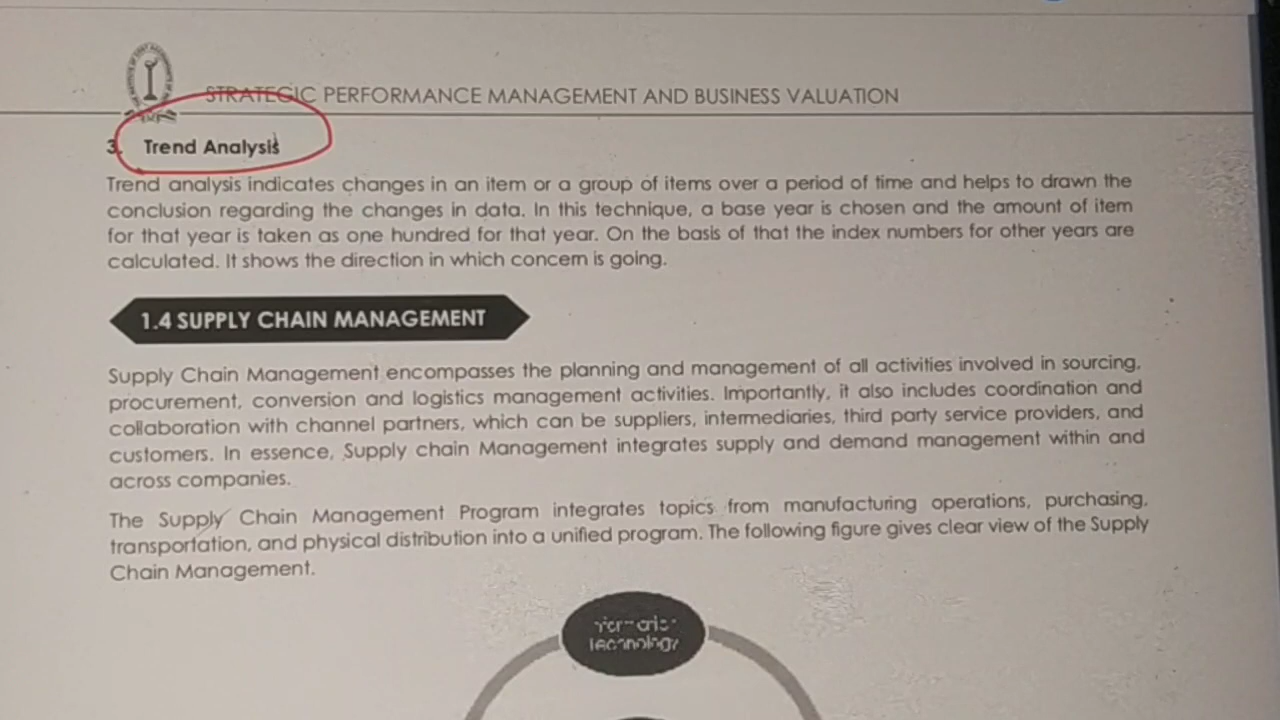 STRATEGIC PERFORMANCE MANAGEMENT AND BUSINESS VALUATION
3. Trend Analysis
Trend analysis indicates changes in an item or a group of items over a period of time and helps to drawn the
conclusion regarding the changes in data. In this technique, a base year is chosen and the amount of item
for that year is taken as one hundred for that year. On the basis of that the index numbers for other years are
calculated. It shows the direction in which concern is going.
1.4 SUPPLY CHAIN MANAGEMENT
Supply Chain Management encompasses the planning and management of all activities involved in sourcing,
procurement, conversion and logistics management activities. Importantly, it also includes coordination and
collaboration with channel partners, which can be suppliers, intermediaries, third party service providers, and
customers. In essence, Supply chain Management integrates supply and demand management within and
across companies.
The Supply Chain Management Program integrates topics from manufacturing operations, purchasing,
transportation, and physical distribution into a unified program. The following figure gives clear view of the Supply
Chain Management.
Technology